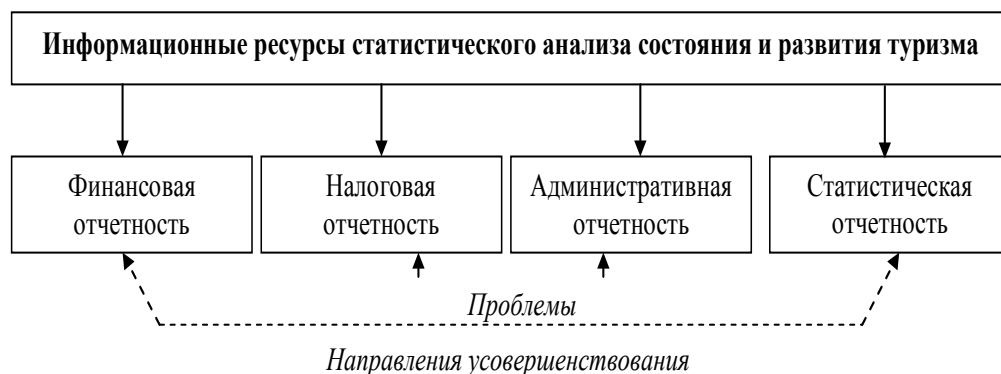 Информационные ресурсы статистического анализа состояния и развития туризма
Финансовая
отчетность
Налоговая
отчетность
Административная
отчетность
Статистическая
отчетность
Проблемы
Направления усовершенствования